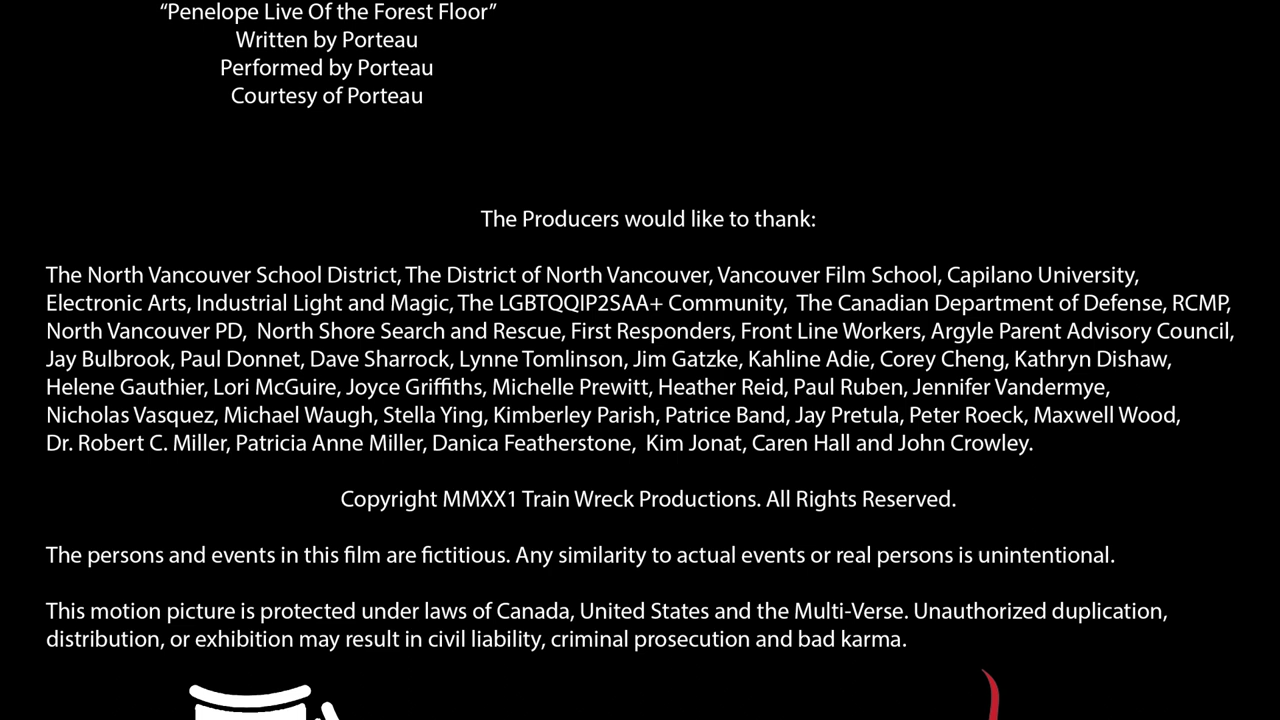 “Penelope Live Of the Forest Floor”
Written by Porteau
Performed by Porteau
Courtesy of Porteau
The Producers would like to thank:
The North Vancouver School District, The District of North Vancouver, Vancouver Film School, Capilano University,
Electronic Arts, Industrial Light and Magic, The LGBTQQIP2SAA+ Community,  The Canadian Department of Defense, RCMP,
North Vancouver PD,  North Shore Search and Rescue, First Responders, Front Line Workers, Argyle Parent Advisory Council,
Jay Bulbrook, Paul Donnet, Dave Sharrock, Lynne Tomlinson, Jim Gatzke, Kahline Adie, Corey Cheng, Kathryn Dishaw,
Helene Gauthier, Lori McGuire, Joyce Griffiths, Michelle Prewitt, Heather Reid, Paul Ruben, Jennifer Vandermye,
Nicholas Vasquez, Michael Waugh, Stella Ying, Kimberley Parish, Patrice Band, Jay Pretula, Peter Roeck, Maxwell Wood,
Dr. Robert C. Miller, Patricia Anne Miller, Danica Featherstone,  Kim Jonat, Caren Hall and John Crowley.
Copyright MMXX1 Train Wreck Productions. All Rights Reserved.
The persons and events in this film are fictitious. Any similarity to actual events or real persons is unintentional.
This motion picture is protected under laws of Canada, United States and the Multi-Verse. Unauthorized duplication,
distribution, or exhibition may result in civil liability, criminal prosecution and bad karma.